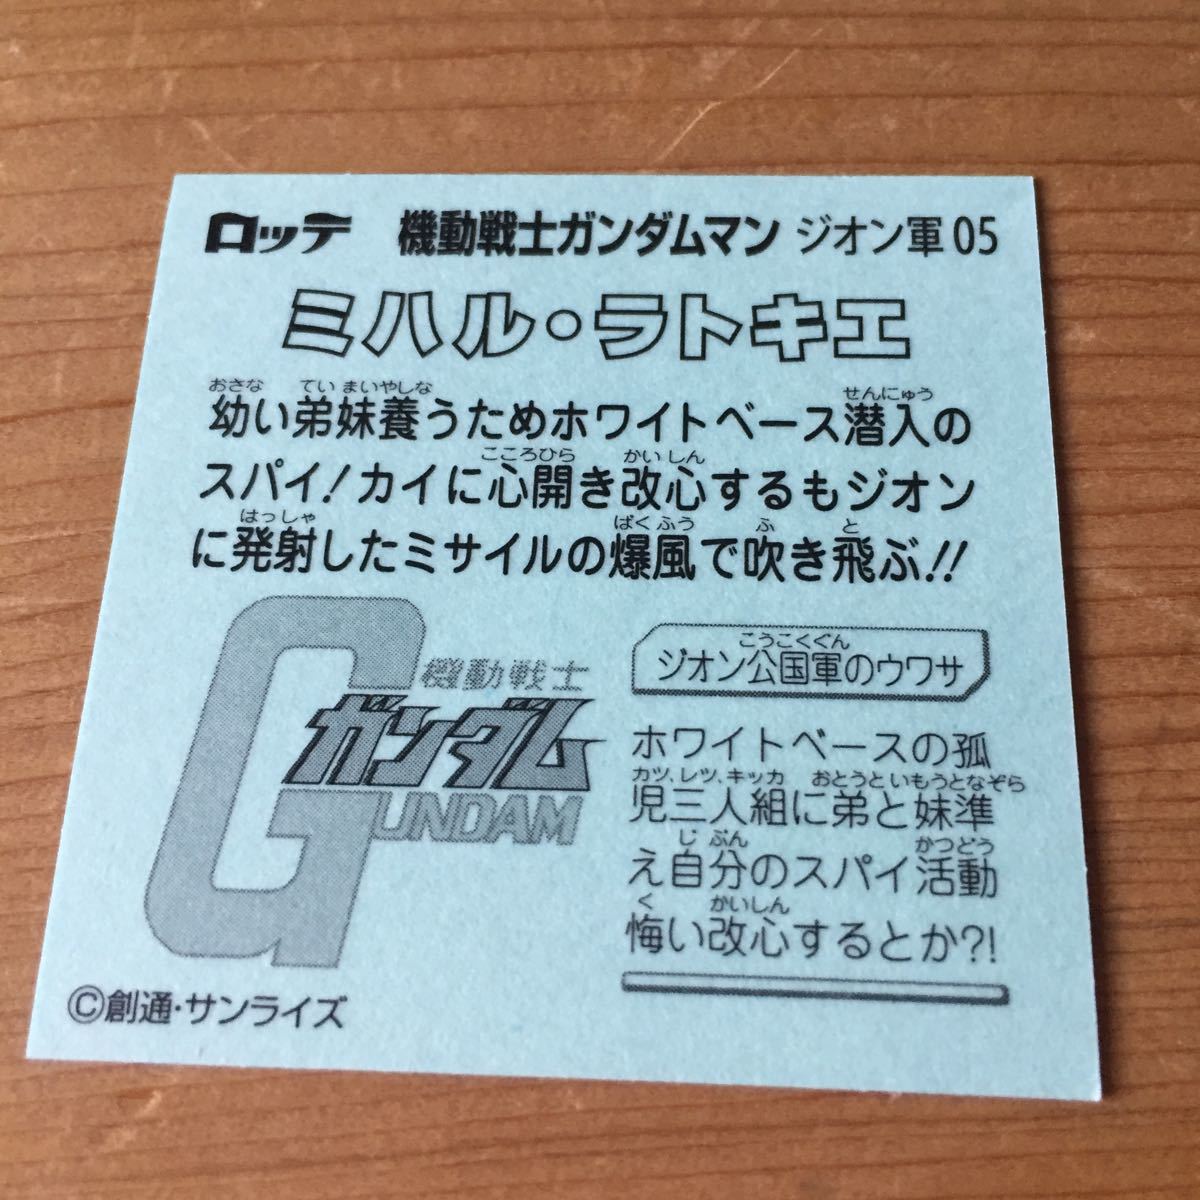 ロッテ 機動戦士ガンダムマン ジオン軍05
ミハル・ラトキエ
おさな てい まいやしな せんにゅう
幼い弟妹養うためホワイトベース潜入の
こころひら かいしん
スパイ!カイに心開き改心するもジオン
はっしゃ ばくふう ふ と
に発射したミサイルの爆風で吹き飛ぶ!!
機動戦士
ガンダム
GUNDAM
こうこくぐん
ジオン公国軍のウワサ
ホワイトベースの孤
カツ、レツ、キッカ おとうと いもうとなぞら
児三人組に弟と妹準
じ ぶん かつどう
え自分のスパイ活動
く かいしん
悔い改心するとか?!
©創通・サンライズ